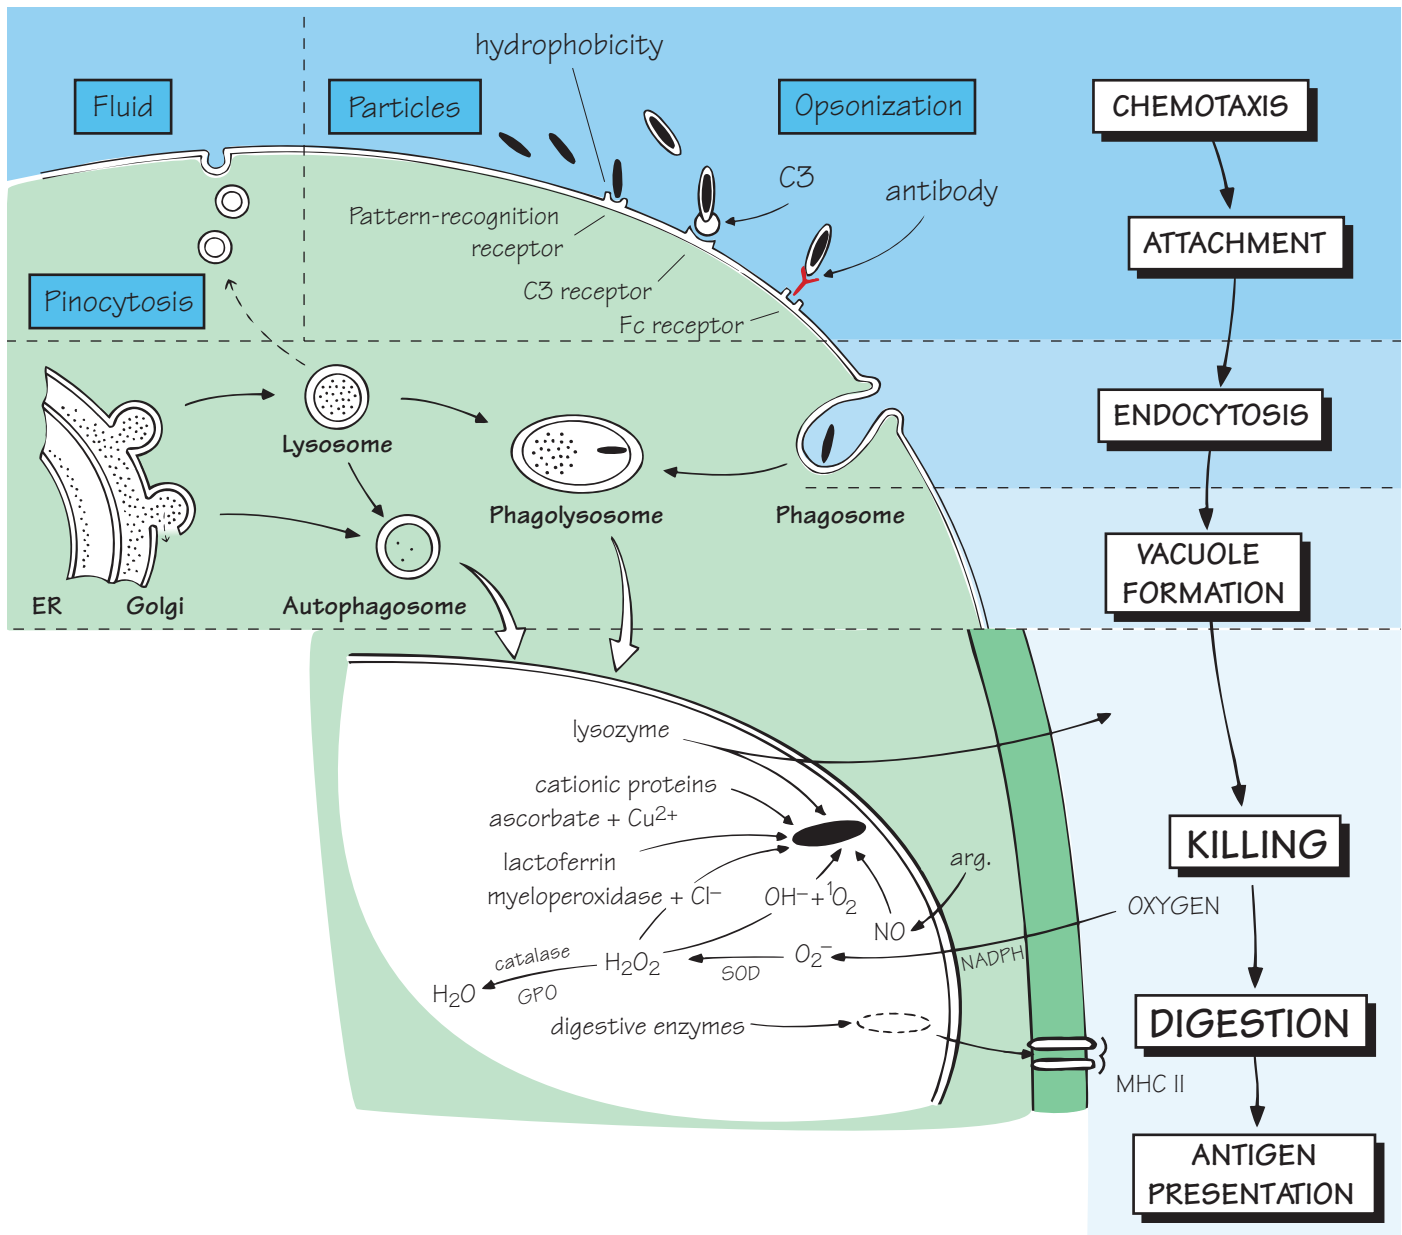 hydrophobicity
Fluid
Particles
Opsonization
CHEMOTAXIS
C3
antibody
Pattern-recognition
receptor
ATTACHMENT
C3 receptor
Pinocytosis
Fc receptor
ENDOCYTOSIS
Lysosome
Phagolysosome
Phagosome
VACUOLE
FORMATION
ER
Golgi
Autophagosome
lysozyme
cationic proteins
ascorbate + Cu²⁺
lactoferrin
myeloperoxidase + Cl⁻
OH⁻ + ¹O₂
arg.
NO
KILLING
OXYGEN
catalase
H₂O₂
O₂⁻
SOD
NADPH
H₂O
GPO
digestive enzymes
DIGESTION
MHC II
ANTIGEN
PRESENTATION